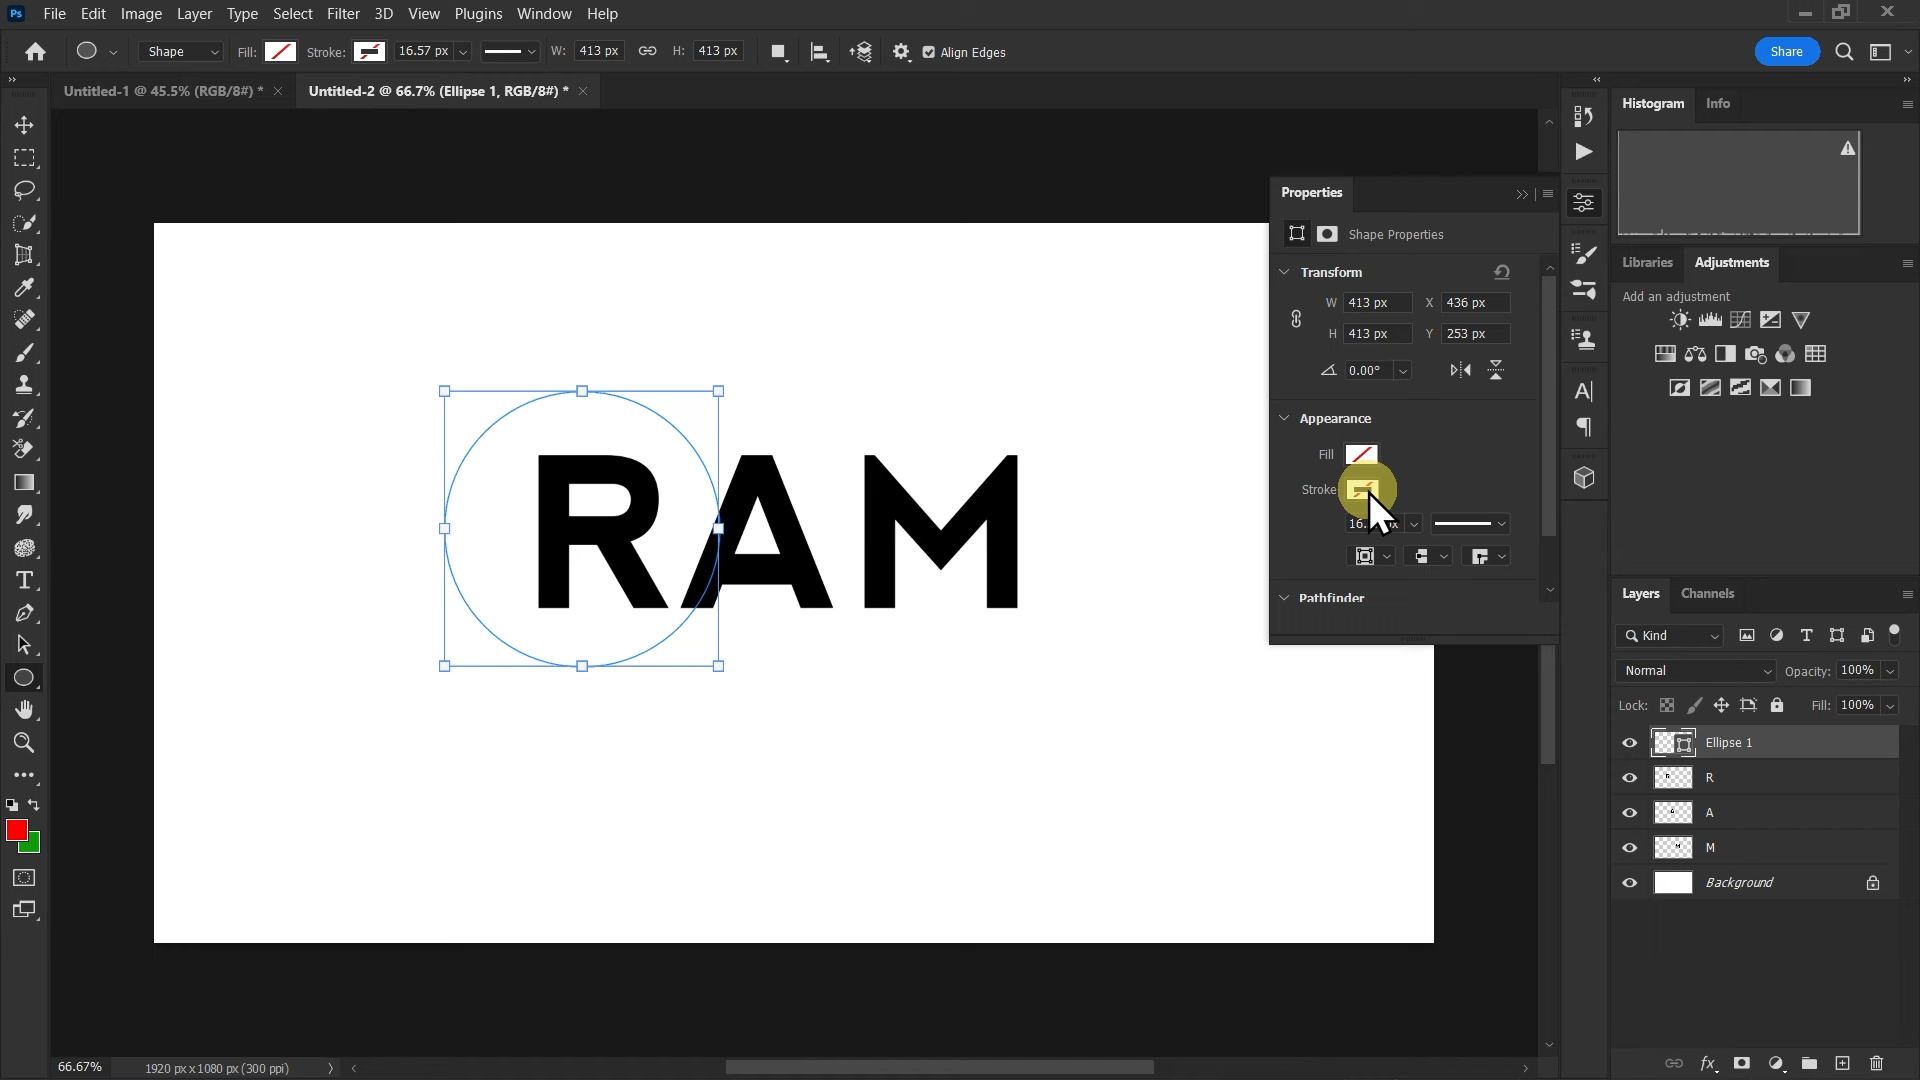 Ps File Edit Image Layer Type Select Filter 3D View Plugins Window Help
Shape Fill: Stroke: 16.57 px W: 413 px H: 413 px Align Edges Share
Untitled-1 @ 45.5% (RGB/8#) * Untitled-2 @ 66.7% (Ellipse 1, RGB/8#) *
Histogram Info
Properties
Shape Properties
Transform
W 413 px X 436 px
H 413 px Y 253 px
0.00°
Appearance
Fill
Stroke
Pathfinder
RAM
Libraries Adjustments
Add an adjustment
Layers Channels
Kind
Normal Opacity: 100%
Lock: Fill: 100%
Ellipse 1
R
A
M
Background
66.67% 1920 px x 1080 px (300 ppi)